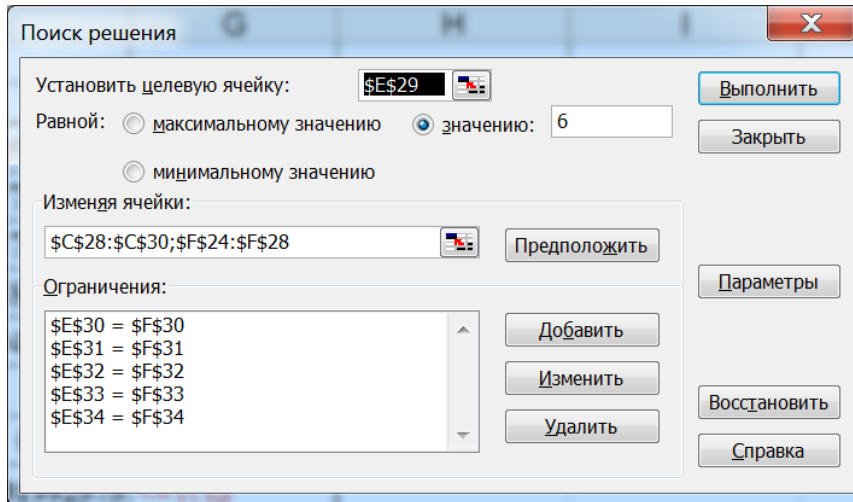 G H I
Поиск решения
Установить целевую ячейку: $E$29 Выполнить
Равной: максимальному значению значению: 6 Закрыть
минимальному значению
Изменяя ячейки:
$C$28:$C$30;$F$24:$F$28 Предположить
Ограничения: Параметры
$E$30 = $F$30 Добавить
$E$31 = $F$31
$E$32 = $F$32 Изменить
$E$33 = $F$33 Восстановить
$E$34 = $F$34 Удалить
Справка